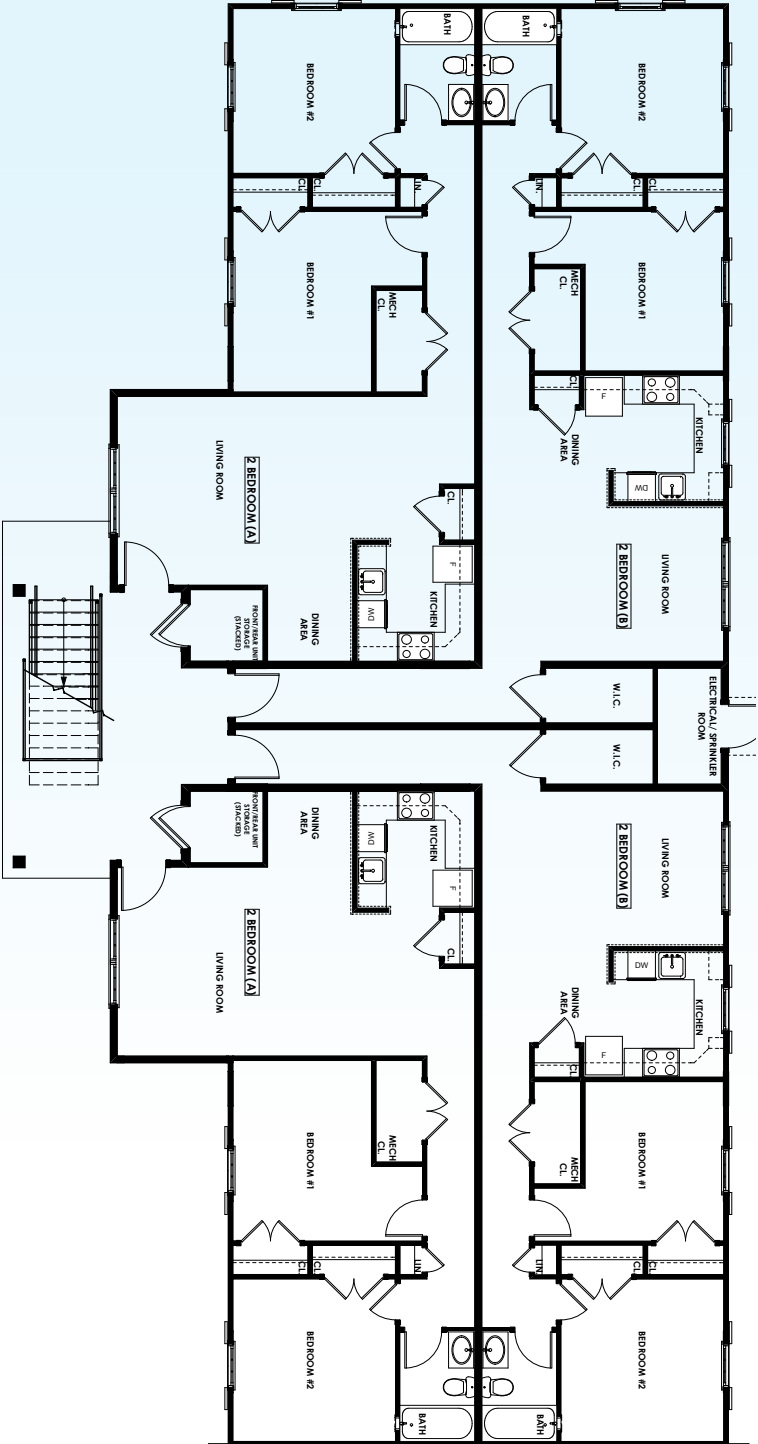 BATH
BATH
BEDROOM #2
BEDROOM #2
CL.
CL.
LIN.
LIN.
CL.
CL.
BEDROOM #1
BEDROOM #1
MECH
CL.
MECH
CL.
CL.
F
KITCHEN
DINING
AREA
DW
LIVING ROOM
2 BEDROOM (A)
CL.
F
KITCHEN
DW
DINING
AREA
FRONT/REAR UNIT
STORAGE
(STACKED)
2 BEDROOM (B)
LIVING ROOM
W.I.C.
ELECTRICAL/ SPRINKLER
ROOM
W.I.C.
FRONT/REAR UNIT
STORAGE
(STACKED)
DINING
AREA
DW
KITCHEN
F
CL.
2 BEDROOM (A)
LIVING ROOM
2 BEDROOM (B)
LIVING ROOM
DW
KITCHEN
DINING
AREA
F
CL.
MECH
CL.
MECH
CL.
BEDROOM #1
BEDROOM #1
CL.
CL.
LIN.
LIN.
CL.
CL.
BEDROOM #2
BEDROOM #2
BATH
BATH